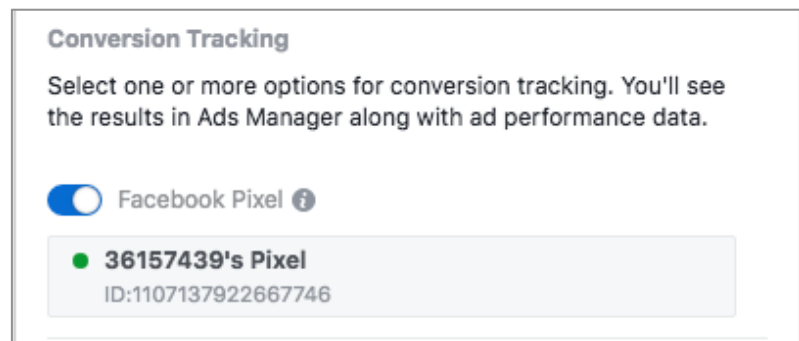 Conversion Tracking
Select one or more options for conversion tracking. You'll see
the results in Ads Manager along with ad performance data.
Facebook Pixel
36157439's Pixel
ID:1107137922667746